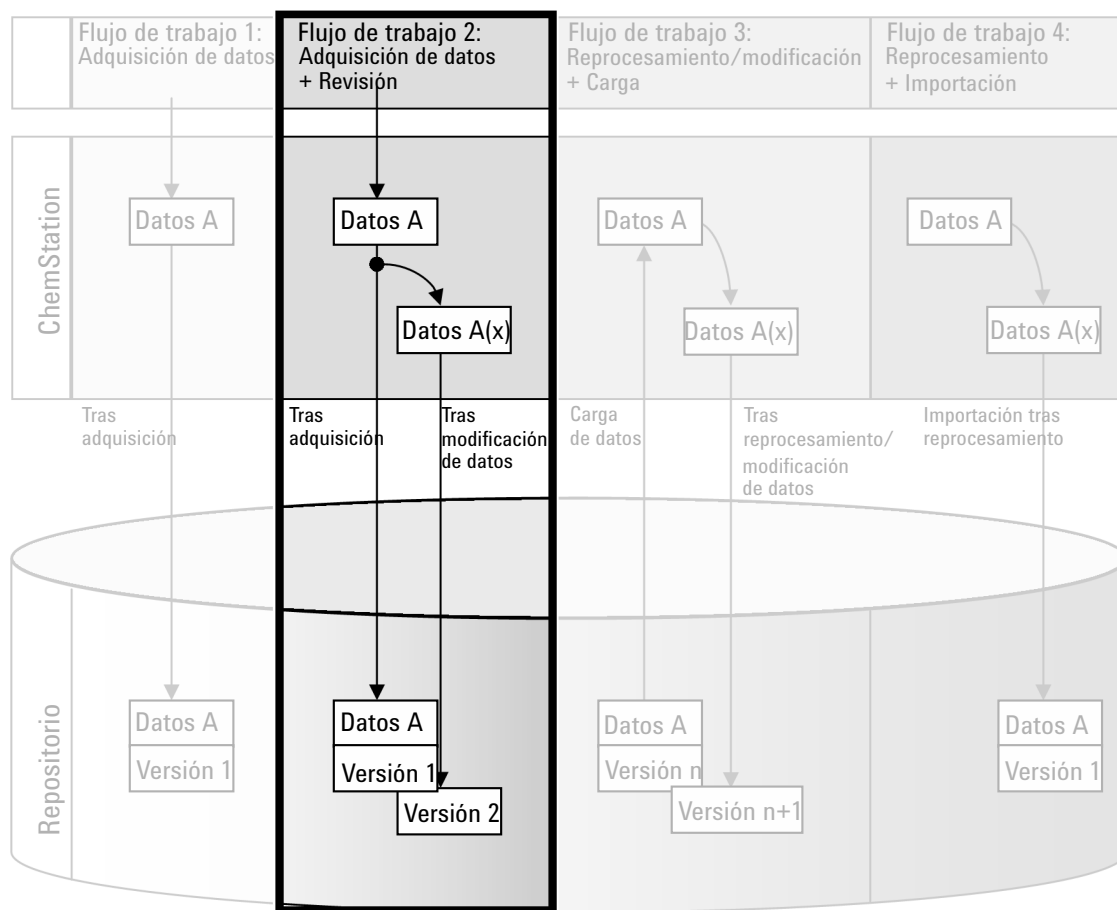 Flujo de trabajo 1:
Adquisición de datos
Flujo de trabajo 2:
Adquisición de datos
+ Revisión
Flujo de trabajo 3:
Reprocesamiento/modificación
+ Carga
Flujo de trabajo 4:
Reprocesamiento
+ Importación
ChemStation
Datos A
Datos A
Datos A(x)
Datos A
Datos A(x)
Datos A
Datos A(x)
Tras
adquisición
Tras
adquisición
Tras
modificación
de datos
Carga
de datos
Tras
reprocesamiento/
modificación
de datos
Importación tras
reprocesamiento
Repositorio
Datos A
Versión 1
Datos A
Versión 1
Versión 2
Datos A
Versión n
Versión n+1
Datos A
Versión 1